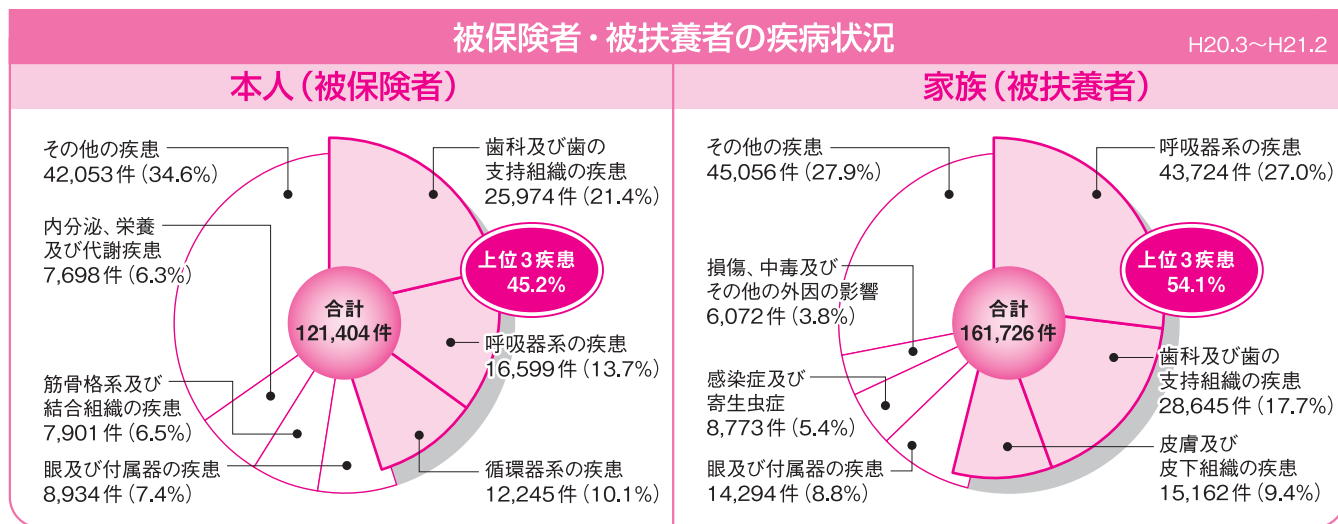 被保険者・被扶養者の疾病状況
H20.3～H21.2
本人（被保険者）
その他の疾患
42,053件（34.6%）
歯科及び歯の
支持組織の疾患
25,974件（21.4%）
内分泌、栄養
及び代謝疾患
7,698件（6.3%）
上位3疾患
45.2%
合計
121,404件
呼吸器系の疾患
16,599件（13.7%）
筋骨格系及び
結合組織の疾患
7,901件（6.5%）
眼及び付属器の疾患
8,934件（7.4%）
循環器系の疾患
12,245件（10.1%）
家族（被扶養者）
その他の疾患
45,056件（27.9%）
呼吸器系の疾患
43,724件（27.0%）
損傷、中毒及び
その他の外因の影響
6,072件（3.8%）
上位3疾患
54.1%
合計
161,726件
歯科及び歯の
支持組織の疾患
28,645件（17.7%）
感染症及び
寄生虫症
8,773件（5.4%）
眼及び付属器の疾患
14,294件（8.8%）
皮膚及び
皮下組織の疾患
15,162件（9.4%）